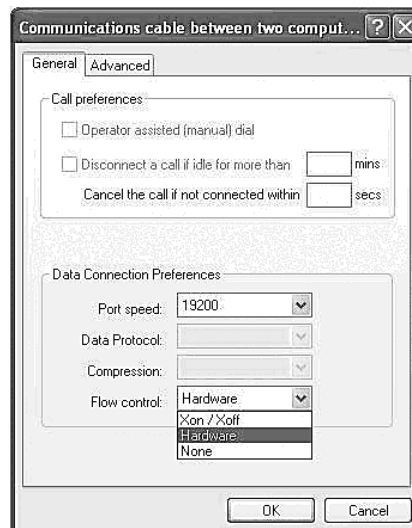 Communications cable between two comput... ? X
General Advanced
Call preferences
Operator assisted (manual) dial
Disconnect a call if idle for more than mins
Cancel the call if not connected within secs
Data Connection Preferences
Port speed: 19200
Data Protocol:
Compression:
Flow control: Hardware
Xon / Xoff
Hardware
None
OK Cancel